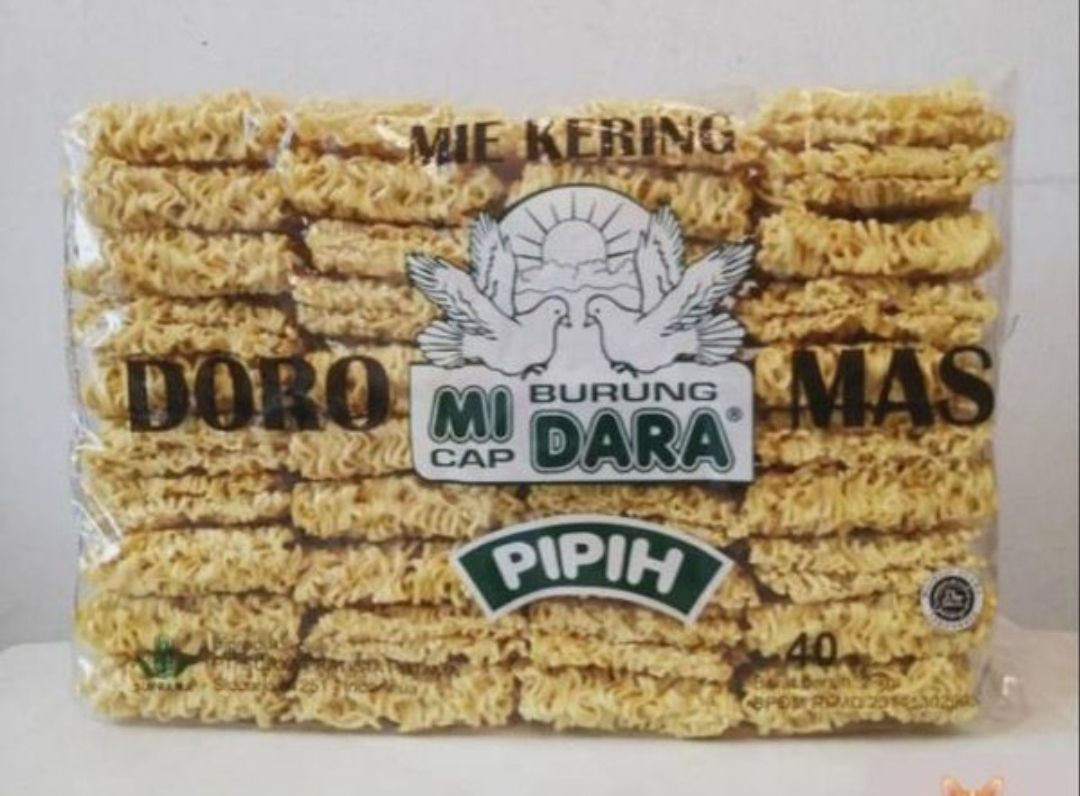 MIE KERING
DORO MAS
MI CAP BURUNG DARA®
PIPIH
40